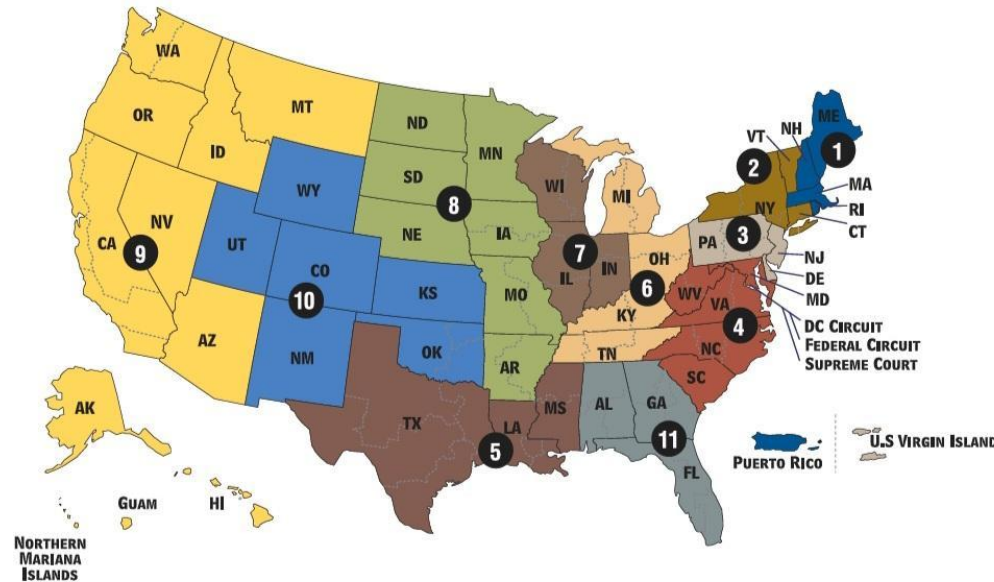 WA
OR
ID
MT
NV
CA
9
AZ
WY
UT
CO
10
KS
NM
OK
ND
SD
8
NE
MN
IA
MO
AR
WI
7
IL
IN
MI
OH
6
KY
TN
TX
LA
5
MS
AL
GA
11
FL
WV
VA
4
NC
SC
PA
3
2
NY
VT
NH
ME
1
MA
RI
CT
NJ
DE
MD
DC CIRCUIT
FEDERAL CIRCUIT
SUPREME COURT
AK
HI
GUAM
NORTHERN
MARIANA
ISLANDS
PUERTO RICO
U.S VIRGIN ISLAND